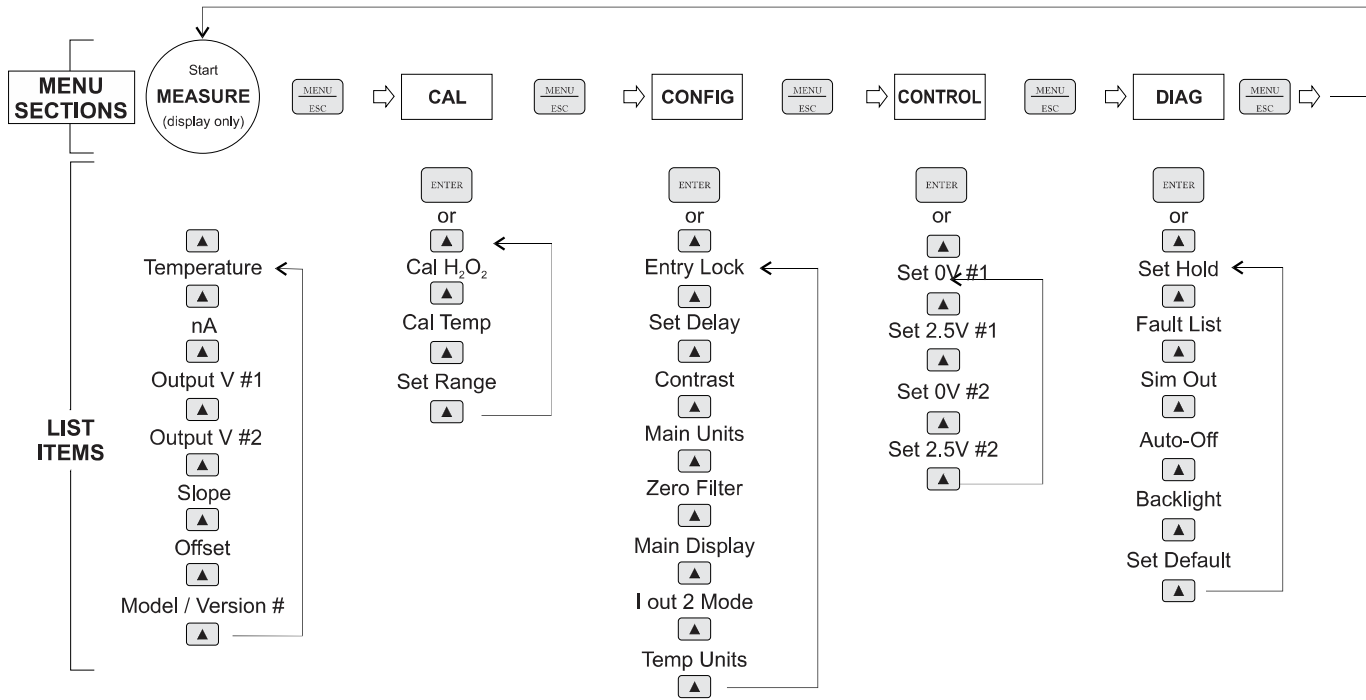 MENU
SECTIONS
Start
MEASURE
(display only)
MENU
ESC
CAL
MENU
ESC
CONFIG
MENU
ESC
CONTROL
MENU
ESC
DIAG
MENU
ESC
LIST
ITEMS
Temperature
nA
Output V #1
Output V #2
Slope
Offset
Model / Version #
ENTER
or
Cal H₂O₂
Cal Temp
Set Range
ENTER
or
Entry Lock
Set Delay
Contrast
Main Units
Zero Filter
Main Display
I out 2 Mode
Temp Units
ENTER
or
Set 0V #1
Set 2.5V #1
Set 0V #2
Set 2.5V #2
ENTER
or
Set Hold
Fault List
Sim Out
Auto-Off
Backlight
Set Default